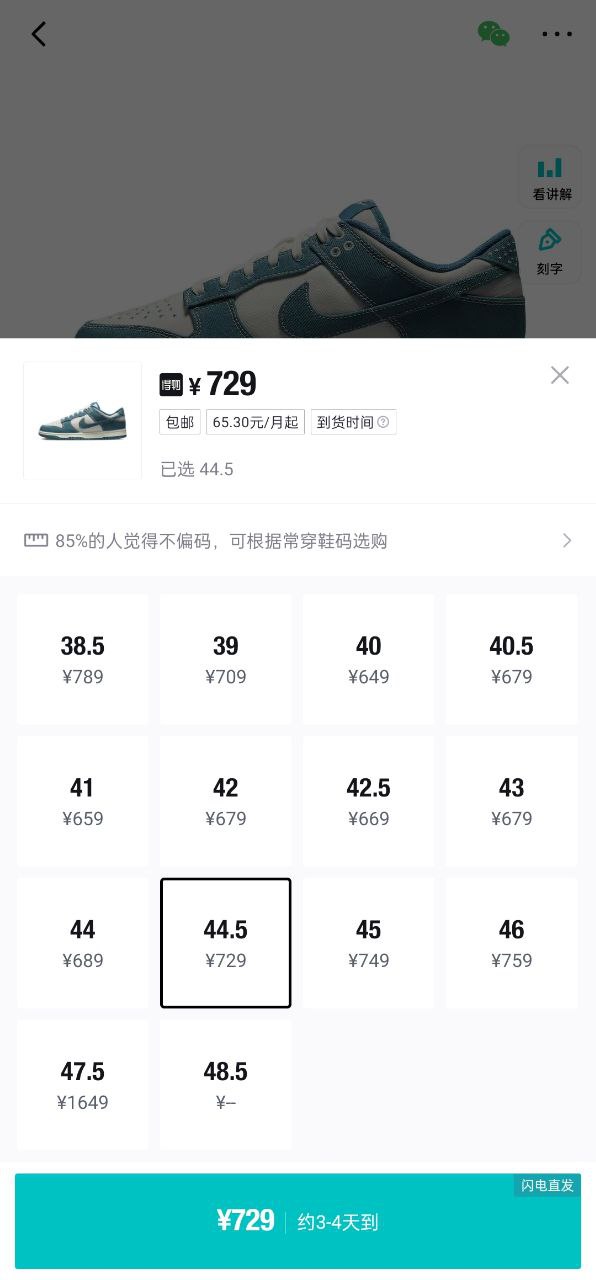 看讲解
刻字
得物 ¥ 729
包邮 65.30元/月起 到货时间
已选 44.5
85%的人觉得不偏码，可根据常穿鞋码选购
38.5 39 40 40.5
¥789 ¥709 ¥649 ¥679
41 42 42.5 43
¥659 ¥679 ¥669 ¥679
44 44.5 45 46
¥689 ¥729 ¥749 ¥759
47.5 48.5
¥1649 ¥--
闪电直发
¥729 约3-4天到